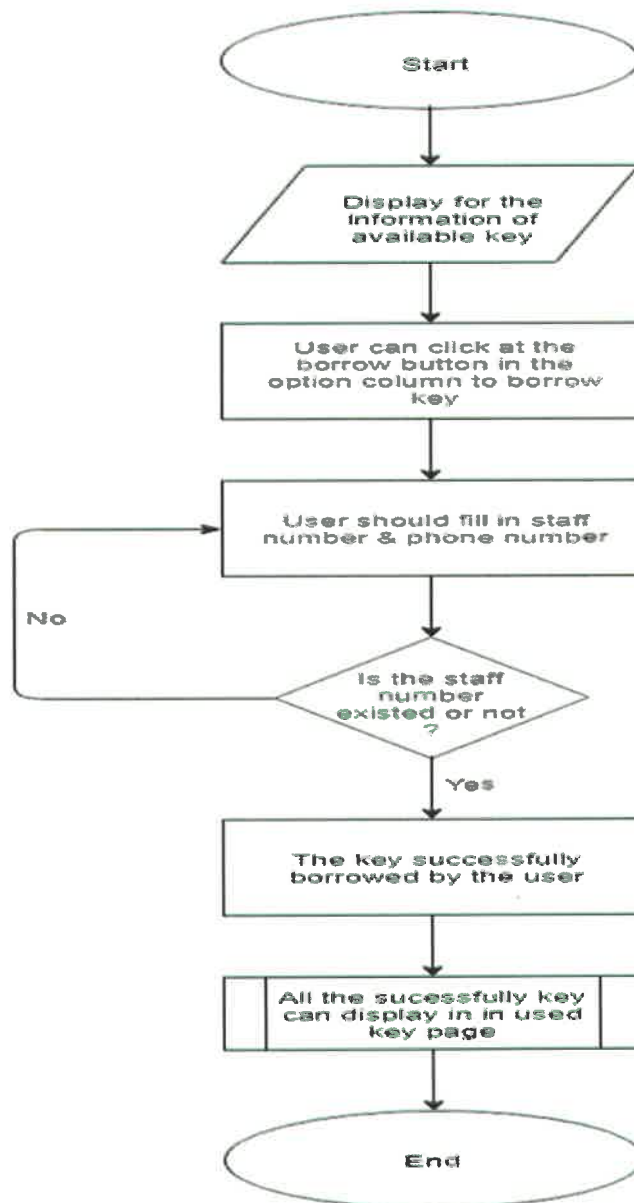 Start
Display for the
Information of
available key
User can click at the
borrow button in the
option column to borrow
key
User should fill in staff
number & phone number
No
Is the staff
number
existed or not
?
Yes
The key successfully
borrowed by the user
All the sucessfully key
can display in in used
key page
End